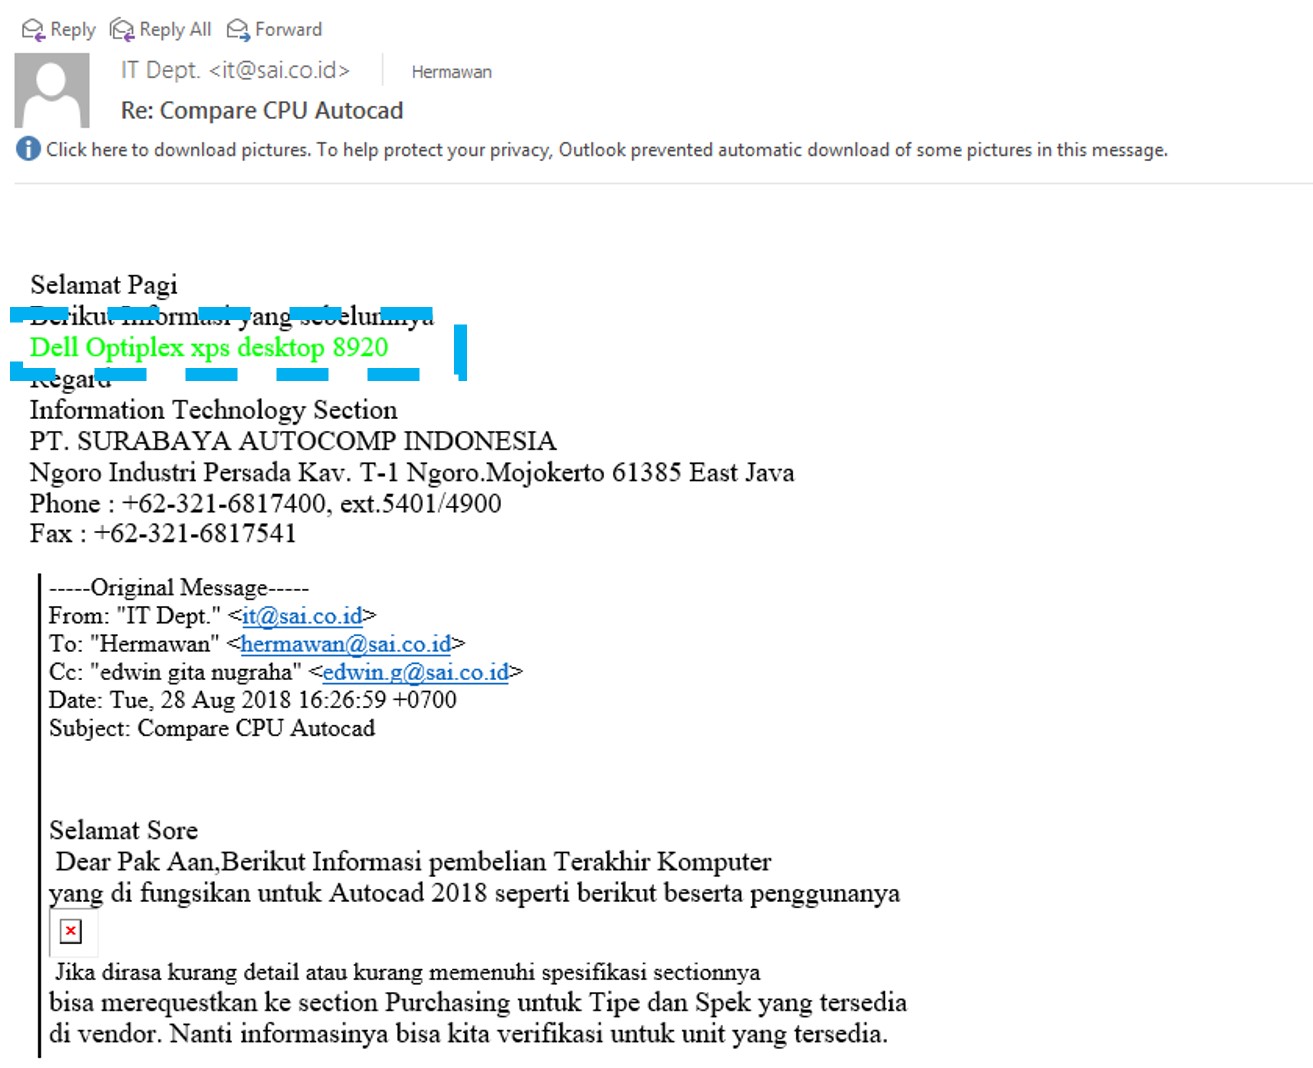 Reply Reply All Forward
IT Dept. <it@sai.co.id> Hermawan
Re: Compare CPU Autocad
Click here to download pictures. To help protect your privacy, Outlook prevented automatic download of some pictures in this message.
Selamat Pagi
Berikut Informasi yang sebelumnya
Dell Optiplex xps desktop 8920
Regard
Information Technology Section
PT. SURABAYA AUTOCOMP INDONESIA
Ngoro Industri Persada Kav. T-1 Ngoro.Mojokerto 61385 East Java
Phone : +62-321-6817400, ext.5401/4900
Fax : +62-321-6817541
-----Original Message-----
From: "IT Dept." <it@sai.co.id>
To: "Hermawan" <hermawan@sai.co.id>
Cc: "edwin gita nugraha" <edwin.g@sai.co.id>
Date: Tue, 28 Aug 2018 16:26:59 +0700
Subject: Compare CPU Autocad
Selamat Sore
Dear Pak Aan,Berikut Informasi pembelian Terakhir Komputer
yang di fungsikan untuk Autocad 2018 seperti berikut beserta penggunanya
Jika dirasa kurang detail atau kurang memenuhi spesifikasi sectionnya
bisa merequestkan ke section Purchasing untuk Tipe dan Spek yang tersedia
di vendor. Nanti informasinya bisa kita verifikasi untuk unit yang tersedia.